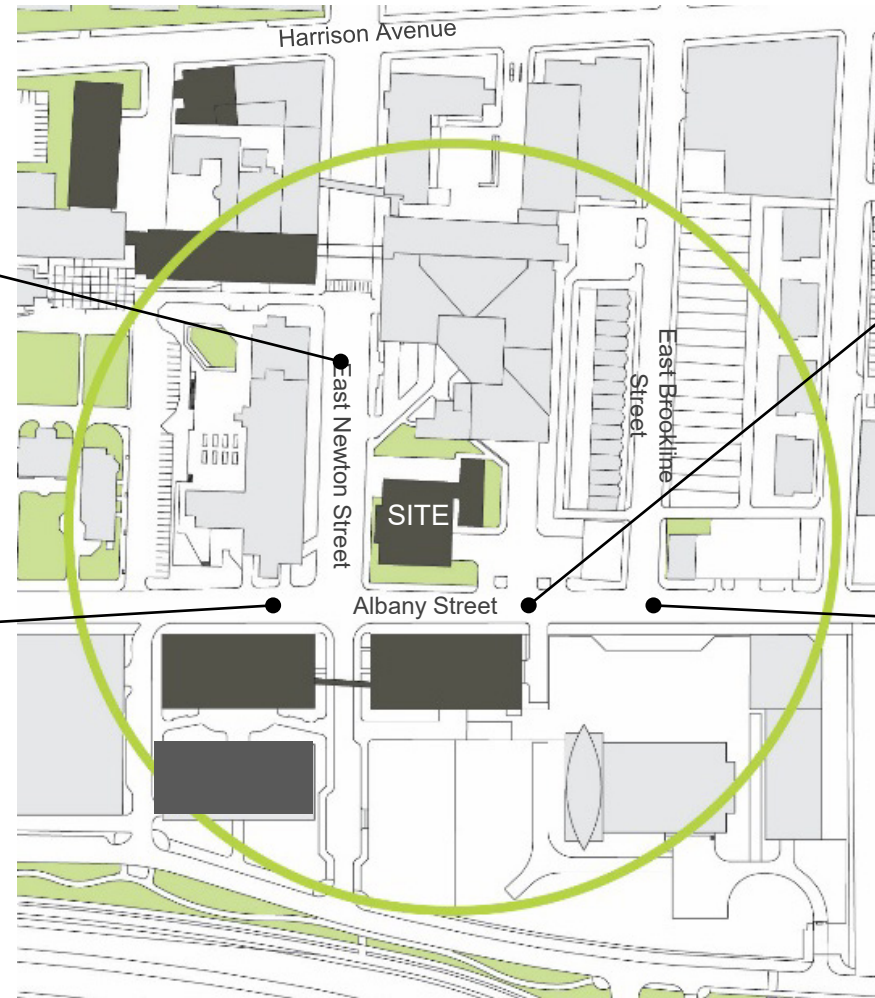 Harrison Avenue
East Brookline
Street
East Newton Street
SITE
Albany Street